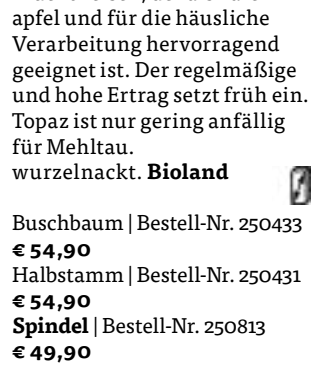 apfel und für die häusliche
Verarbeitung hervorragend
geeignet ist. Der regelmäßige
und hohe Ertrag setzt früh ein.
Topaz ist nur gering anfällig
für Mehltau.
wurzelnackt. Bioland
Buschbaum | Bestell-Nr. 250433
€ 54,90
Halbstamm | Bestell-Nr. 250431
€ 54,90
Spindel | Bestell-Nr. 250813
€ 49,90